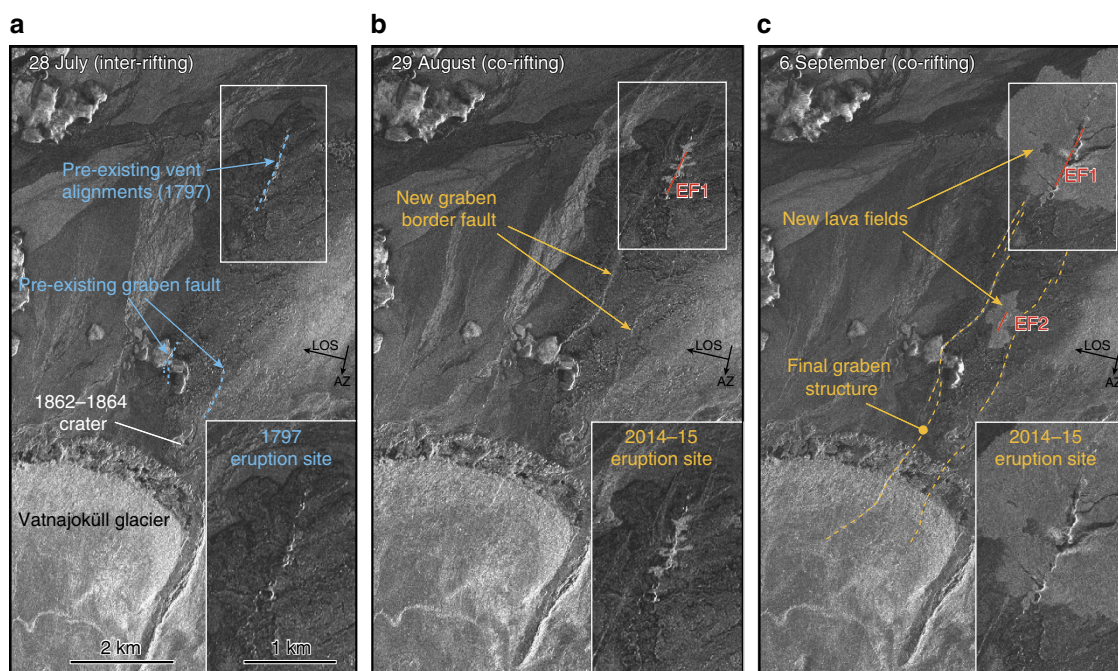 a
28 July (inter-rifting)
Pre-existing vent
alignments (1797)
Pre-existing graben fault
LOS
AZ
1862–1864
crater
1797
eruption site
Vatnajoküll glacier
2 km
1 km
b
29 August (co-rifting)
EF1
New graben
border fault
LOS
AZ
2014–15
eruption site
c
6 September (co-rifting)
EF1
New lava fields
EF2
LOS
AZ
Final graben
structure
2014–15
eruption site